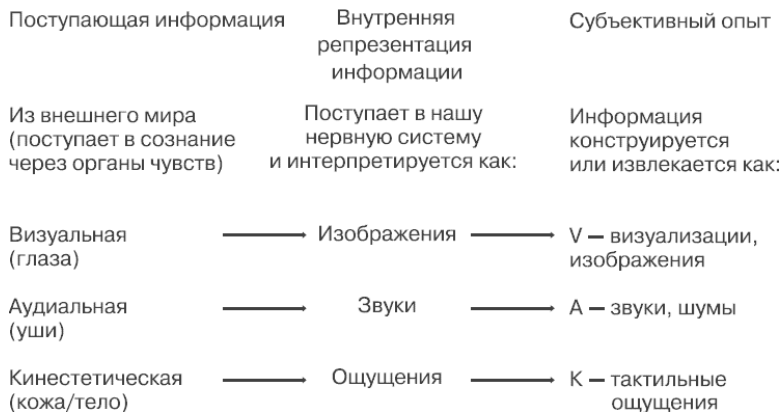 Поступающая информация
Внутренняя
репрезентация
информации
Субъективный опыт
Из внешнего мира
(поступает в сознание
через органы чувств)
Поступает в нашу
нервную систему
и интерпретируется как:
Информация
конструируется
или извлекается как:
Визуальная
(глаза)
Изображения
V — визуализации,
изображения
Аудиальная
(уши)
Звуки
A — звуки, шумы
Кинестетическая
(кожа/тело)
Ощущения
K — тактильные
ощущения